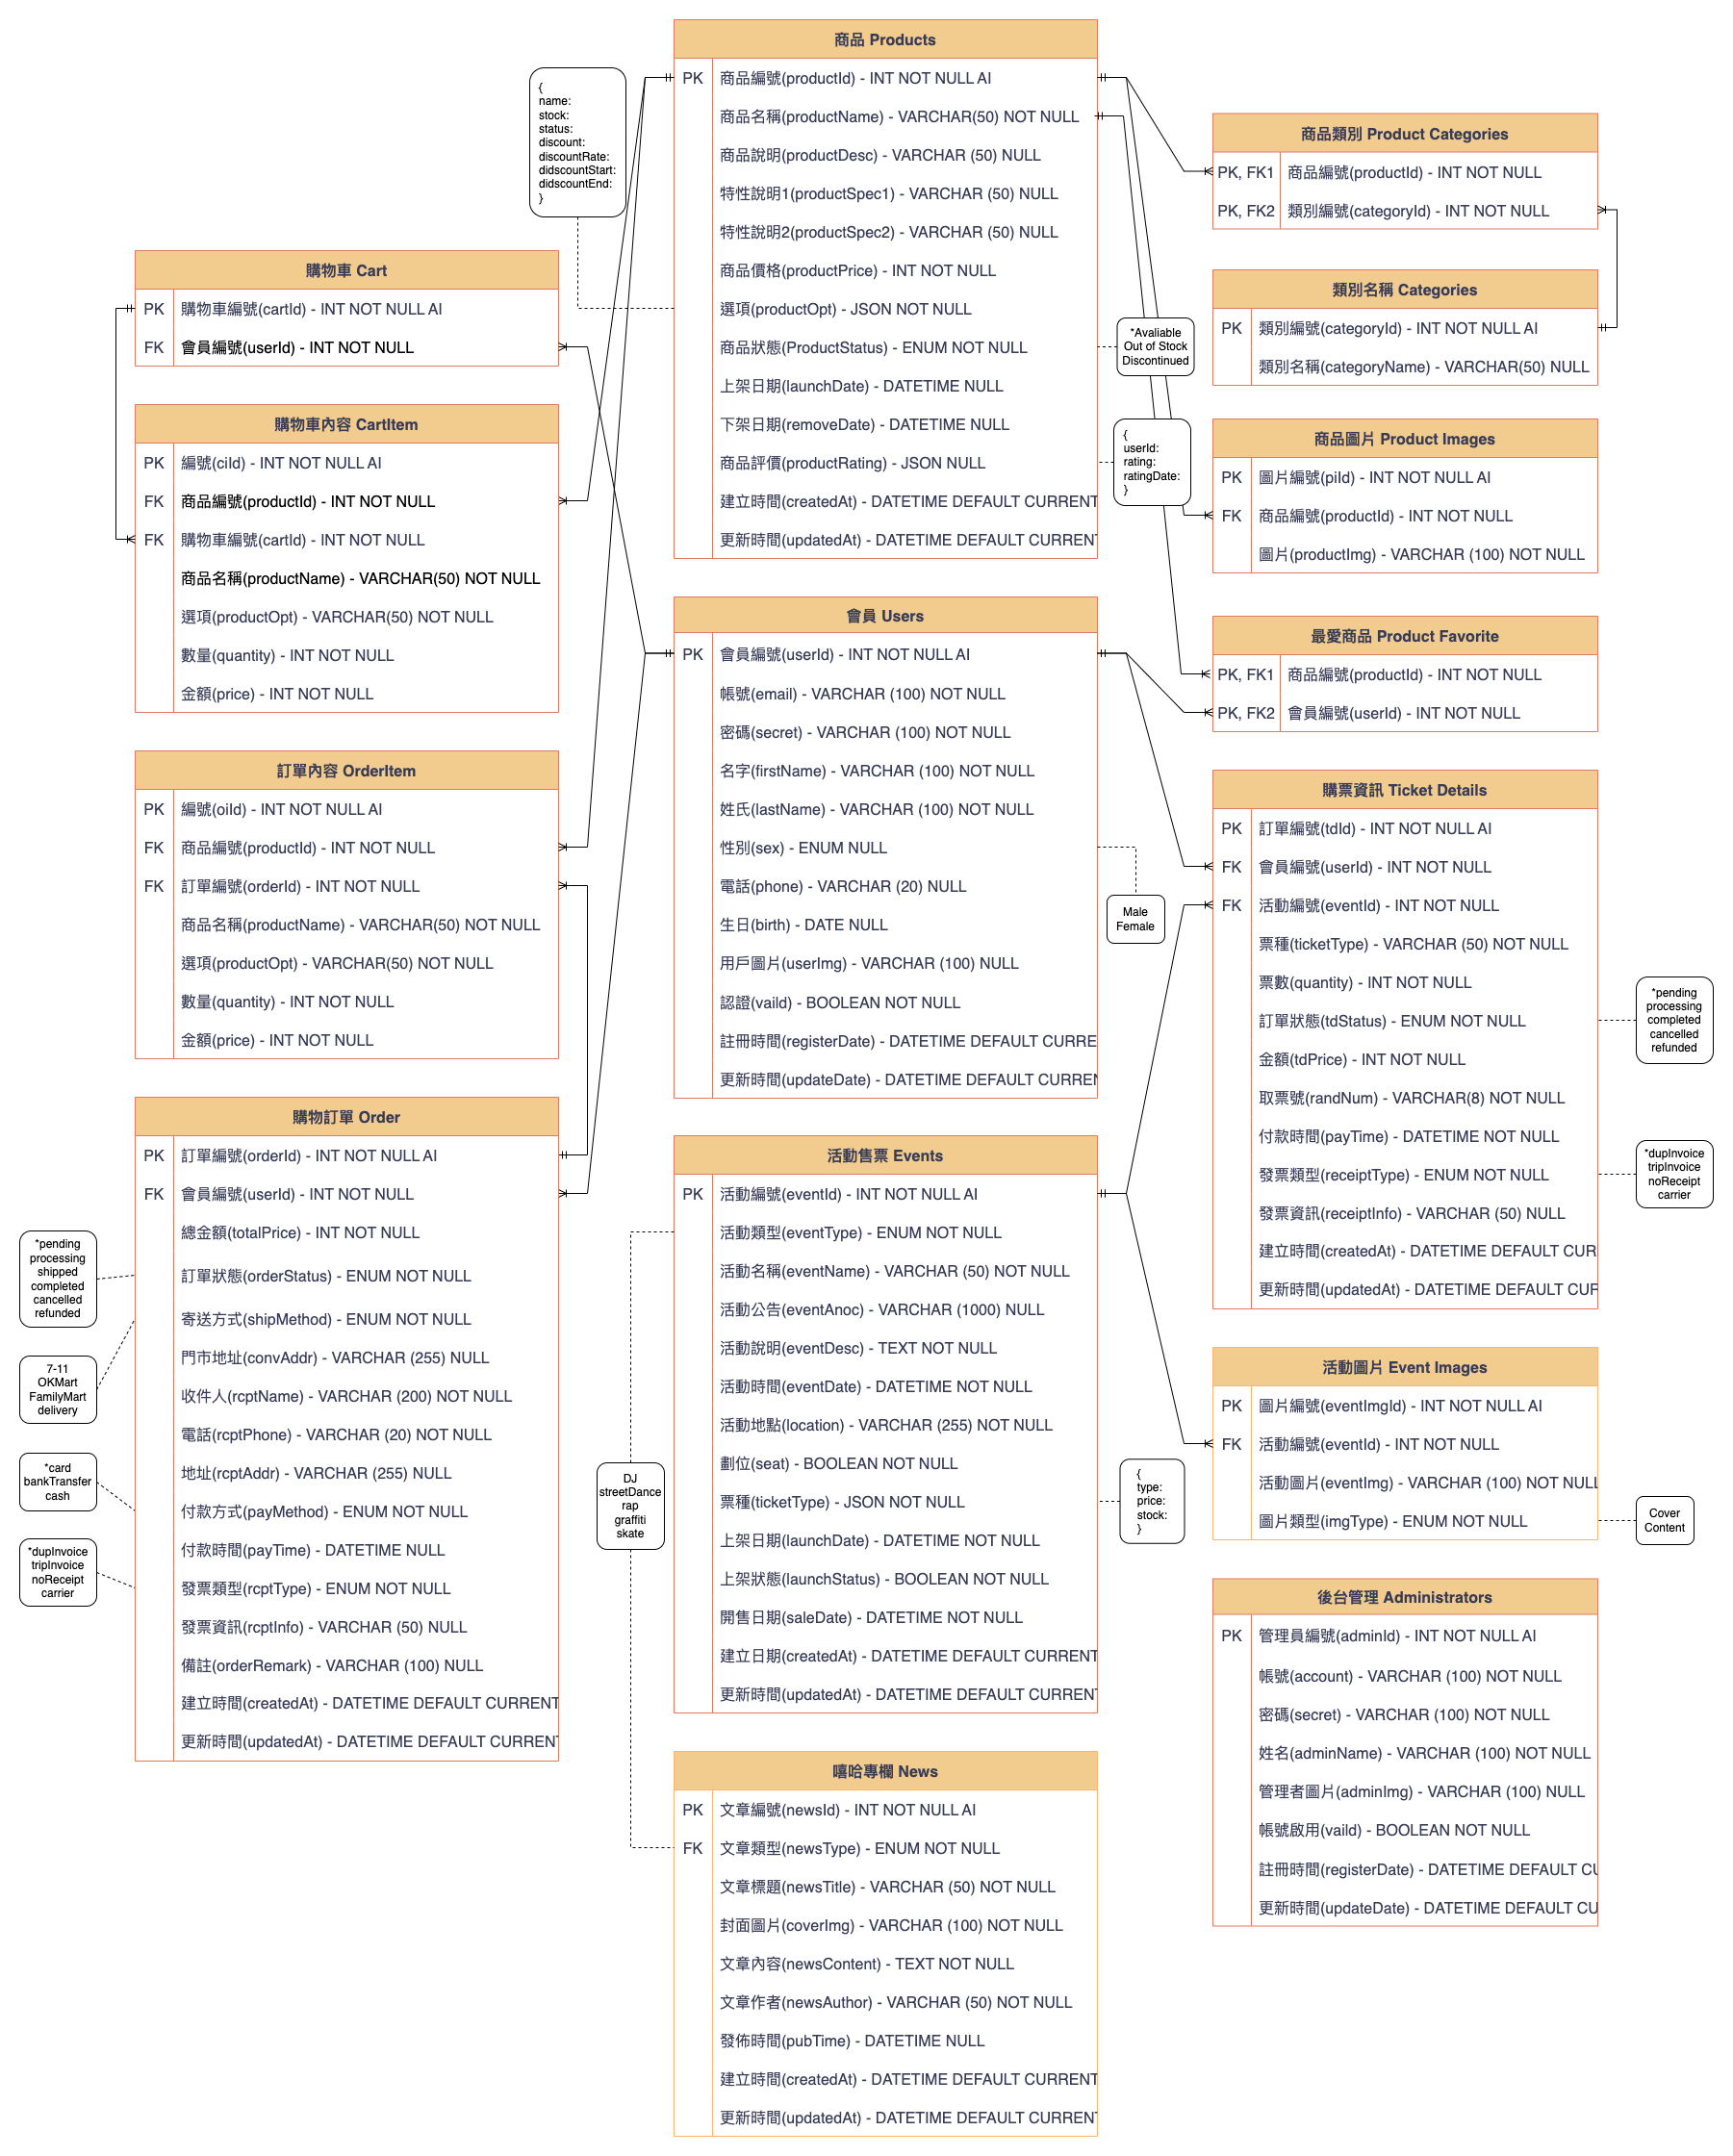 商品 Products
PK 商品編號(productId) - INT NOT NULL AI
商品名稱(productName) - VARCHAR(50) NOT NULL
商品說明(productDesc) - VARCHAR (50) NULL
特性說明1(productSpec1) - VARCHAR (50) NULL
特性說明2(productSpec2) - VARCHAR (50) NULL
商品價格(productPrice) - INT NOT NULL
選項(productOpt) - JSON NOT NULL
商品狀態(ProductStatus) - ENUM NOT NULL
上架日期(launchDate) - DATETIME NULL
下架日期(removeDate) - DATETIME NULL
商品評價(productRating) - JSON NULL
建立時間(createdAt) - DATETIME DEFAULT CURRENT
更新時間(updatedAt) - DATETIME DEFAULT CURRENT
{
name:
stock:
status:
discount:
discountRate:
didscountStart:
didscountEnd:
}
*Avaliable
Out of Stock
Discontinued
{
userId:
rating:
ratingDate:
}
商品類別 Product Categories
PK, FK1 商品編號(productId) - INT NOT NULL
PK, FK2 類別編號(categoryId) - INT NOT NULL
類別名稱 Categories
PK 類別編號(categoryId) - INT NOT NULL AI
類別名稱(categoryName) - VARCHAR(50) NULL
商品圖片 Product Images
PK 圖片編號(piId) - INT NOT NULL AI
FK 商品編號(productId) - INT NOT NULL
圖片(productImg) - VARCHAR (100) NOT NULL
最愛商品 Product Favorite
PK, FK1 商品編號(productId) - INT NOT NULL
PK, FK2 會員編號(userId) - INT NOT NULL
購物車 Cart
PK 購物車編號(cartId) - INT NOT NULL AI
FK 會員編號(userId) - INT NOT NULL
購物車內容 CartItem
PK 編號(ciId) - INT NOT NULL AI
FK 商品編號(productId) - INT NOT NULL
FK 購物車編號(cartId) - INT NOT NULL
商品名稱(productName) - VARCHAR(50) NOT NULL
選項(productOpt) - VARCHAR(50) NOT NULL
數量(quantity) - INT NOT NULL
金額(price) - INT NOT NULL
訂單內容 OrderItem
PK 編號(oiId) - INT NOT NULL AI
FK 商品編號(productId) - INT NOT NULL
FK 訂單編號(orderId) - INT NOT NULL
商品名稱(productName) - VARCHAR(50) NOT NULL
選項(productOpt) - VARCHAR(50) NOT NULL
數量(quantity) - INT NOT NULL
金額(price) - INT NOT NULL
購物訂單 Order
PK 訂單編號(orderId) - INT NOT NULL AI
FK 會員編號(userId) - INT NOT NULL
總金額(totalPrice) - INT NOT NULL
訂單狀態(orderStatus) - ENUM NOT NULL
寄送方式(shipMethod) - ENUM NOT NULL
門市地址(convAddr) - VARCHAR (255) NULL
收件人(rcptName) - VARCHAR (200) NOT NULL
電話(rcptPhone) - VARCHAR (20) NOT NULL
地址(rcptAddr) - VARCHAR (255) NULL
付款方式(payMethod) - ENUM NOT NULL
付款時間(payTime) - DATETIME NULL
發票類型(rcptType) - ENUM NOT NULL
發票資訊(rcptInfo) - VARCHAR (50) NULL
備註(orderRemark) - VARCHAR (100) NULL
建立時間(createdAt) - DATETIME DEFAULT CURRENT
更新時間(updatedAt) - DATETIME DEFAULT CURRENT
*pending
processing
shipped
completed
cancelled
refunded
7-11
OKMart
FamilyMart
delivery
*card
bankTransfer
cash
*dupInvoice
tripInvoice
noReceipt
carrier
會員 Users
PK 會員編號(userId) - INT NOT NULL AI
帳號(email) - VARCHAR (100) NOT NULL
密碼(secret) - VARCHAR (100) NOT NULL
名字(firstName) - VARCHAR (100) NOT NULL
姓氏(lastName) - VARCHAR (100) NOT NULL
性別(sex) - ENUM NULL
電話(phone) - VARCHAR (20) NULL
生日(birth) - DATE NULL
用戶圖片(userImg) - VARCHAR (100) NULL
認證(vaild) - BOOLEAN NOT NULL
註冊時間(registerDate) - DATETIME DEFAULT CURRE
更新時間(updateDate) - DATETIME DEFAULT CURREN
Male
Female
活動售票 Events
PK 活動編號(eventId) - INT NOT NULL AI
活動類型(eventType) - ENUM NOT NULL
活動名稱(eventName) - VARCHAR (50) NOT NULL
活動公告(eventAnoc) - VARCHAR (1000) NULL
活動說明(eventDesc) - TEXT NOT NULL
活動時間(eventDate) - DATETIME NOT NULL
活動地點(location) - VARCHAR (255) NOT NULL
劃位(seat) - BOOLEAN NOT NULL
票種(ticketType) - JSON NOT NULL
上架日期(launchDate) - DATETIME NOT NULL
上架狀態(launchStatus) - BOOLEAN NOT NULL
開售日期(saleDate) - DATETIME NOT NULL
建立日期(createdAt) - DATETIME DEFAULT CURRENT
更新時間(updatedAt) - DATETIME DEFAULT CURRENT
DJ
streetDance
rap
graffiti
skate
{
type:
price:
stock:
}
嘻哈專欄 News
PK 文章編號(newsId) - INT NOT NULL AI
FK 文章類型(newsType) - ENUM NOT NULL
文章標題(newsTitle) - VARCHAR (50) NOT NULL
封面圖片(coverImg) - VARCHAR (100) NOT NULL
文章內容(newsContent) - TEXT NOT NULL
文章作者(newsAuthor) - VARCHAR (50) NOT NULL
發佈時間(pubTime) - DATETIME NULL
建立時間(createdAt) - DATETIME DEFAULT CURRENT
更新時間(updatedAt) - DATETIME DEFAULT CURRENT
購票資訊 Ticket Details
PK 訂單編號(tdId) - INT NOT NULL AI
FK 會員編號(userId) - INT NOT NULL
FK 活動編號(eventId) - INT NOT NULL
票種(ticketType) - VARCHAR (50) NOT NULL
票數(quantity) - INT NOT NULL
訂單狀態(tdStatus) - ENUM NOT NULL
金額(tdPrice) - INT NOT NULL
取票號(randNum) - VARCHAR(8) NOT NULL
付款時間(payTime) - DATETIME NOT NULL
發票類型(receiptType) - ENUM NOT NULL
發票資訊(receiptInfo) - VARCHAR (50) NULL
建立時間(createdAt) - DATETIME DEFAULT CUR
更新時間(updatedAt) - DATETIME DEFAULT CUR
*pending
processing
completed
cancelled
refunded
*dupInvoice
tripInvoice
noReceipt
carrier
活動圖片 Event Images
PK 圖片編號(eventImgId) - INT NOT NULL AI
FK 活動編號(eventId) - INT NOT NULL
活動圖片(eventImg) - VARCHAR (100) NOT NULL
圖片類型(imgType) - ENUM NOT NULL
Cover
Content
後台管理 Administrators
PK 管理員編號(adminId) - INT NOT NULL AI
帳號(account) - VARCHAR (100) NOT NULL
密碼(secret) - VARCHAR (100) NOT NULL
姓名(adminName) - VARCHAR (100) NOT NULL
管理者圖片(adminImg) - VARCHAR (100) NULL
帳號啟用(vaild) - BOOLEAN NOT NULL
註冊時間(registerDate) - DATETIME DEFAULT CU
更新時間(updateDate) - DATETIME DEFAULT CU